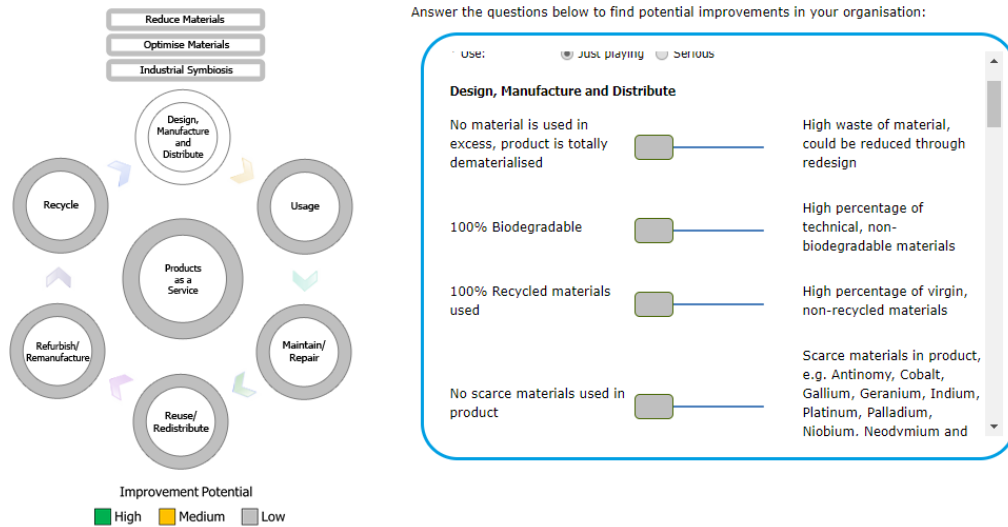 Reduce Materials
Optimise Materials
Industrial Symbiosis
Design,
Manufacture
and
Distribute
Recycle
Usage
Products
as a
Service
Refurbish/
Remanufacture
Maintain/
Repair
Reuse/
Redistribute
Improvement Potential
High Medium Low
Answer the questions below to find potential improvements in your organisation:
* Use: Just playing Serious
Design, Manufacture and Distribute
No material is used in
excess, product is totally
dematerialised
High waste of material,
could be reduced through
redesign
100% Biodegradable
High percentage of
technical, non-
biodegradable materials
100% Recycled materials
used
High percentage of virgin,
non-recycled materials
No scarce materials used in
product
Scarce materials in product,
e.g. Antinomy, Cobalt,
Gallium, Geranium, Indium,
Platinum, Palladium,
Niobium, Neodymium and